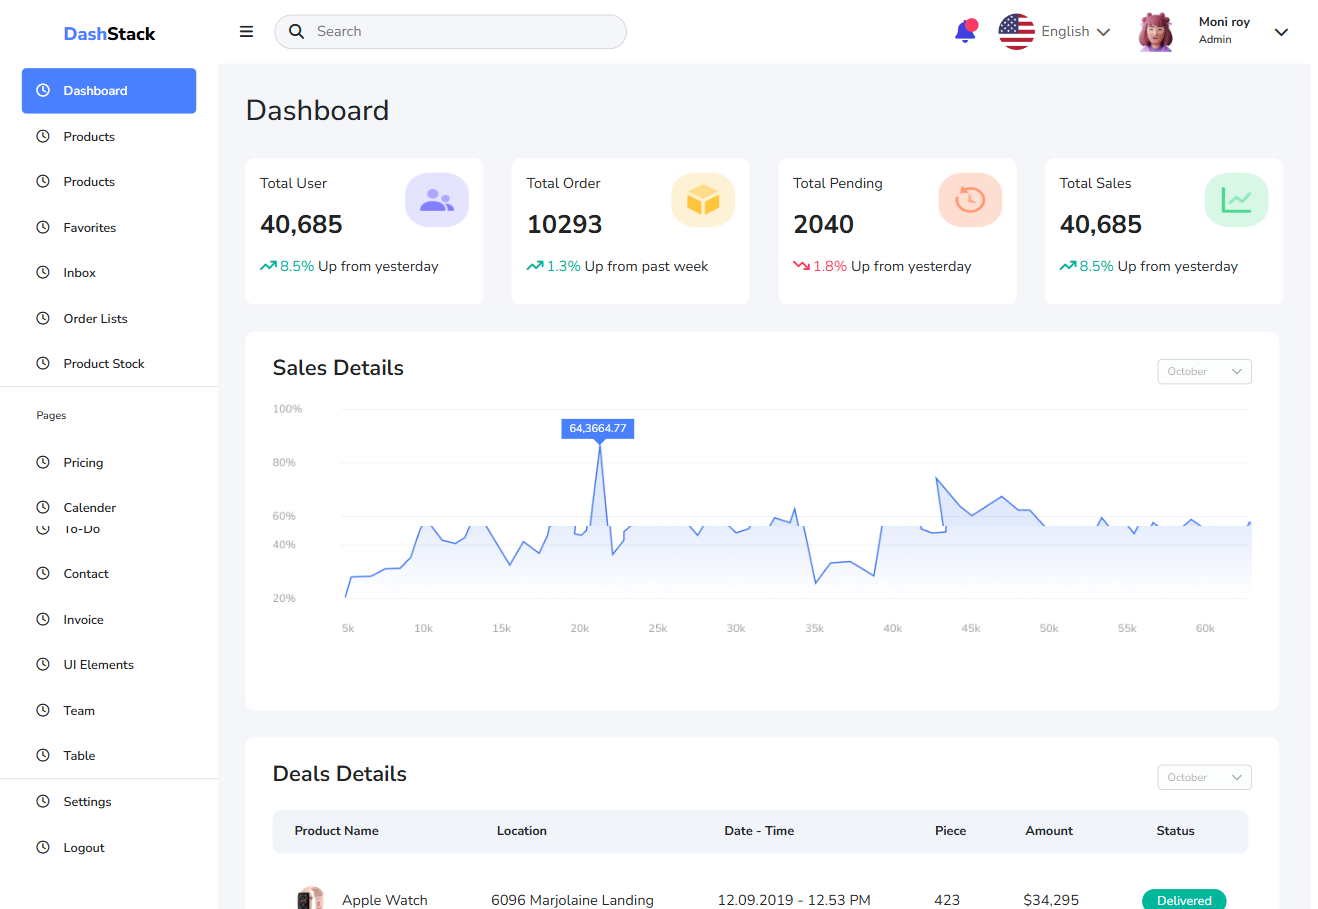 DashStack
Search
English
Moni roy
Admin
Dashboard
Products
Products
Favorites
Inbox
Order Lists
Product Stock
Pages
Pricing
Calender
To-Do
Contact
Invoice
UI Elements
Team
Table
Settings
Logout
Dashboard
Total User
40,685
8.5% Up from yesterday
Total Order
10293
1.3% Up from past week
Total Pending
2040
1.8% Up from yesterday
Total Sales
40,685
8.5% Up from yesterday
Sales Details
October
100%
80%
60%
40%
20%
64,3664.77
5k 10k 15k 20k 25k 30k 35k 40k 45k 50k 55k 60k
Deals Details
October
Product Name Location Date - Time Piece Amount Status
Apple Watch 6096 Marjolaine Landing 12.09.2019 - 12.53 PM 423 $34,295 Delivered